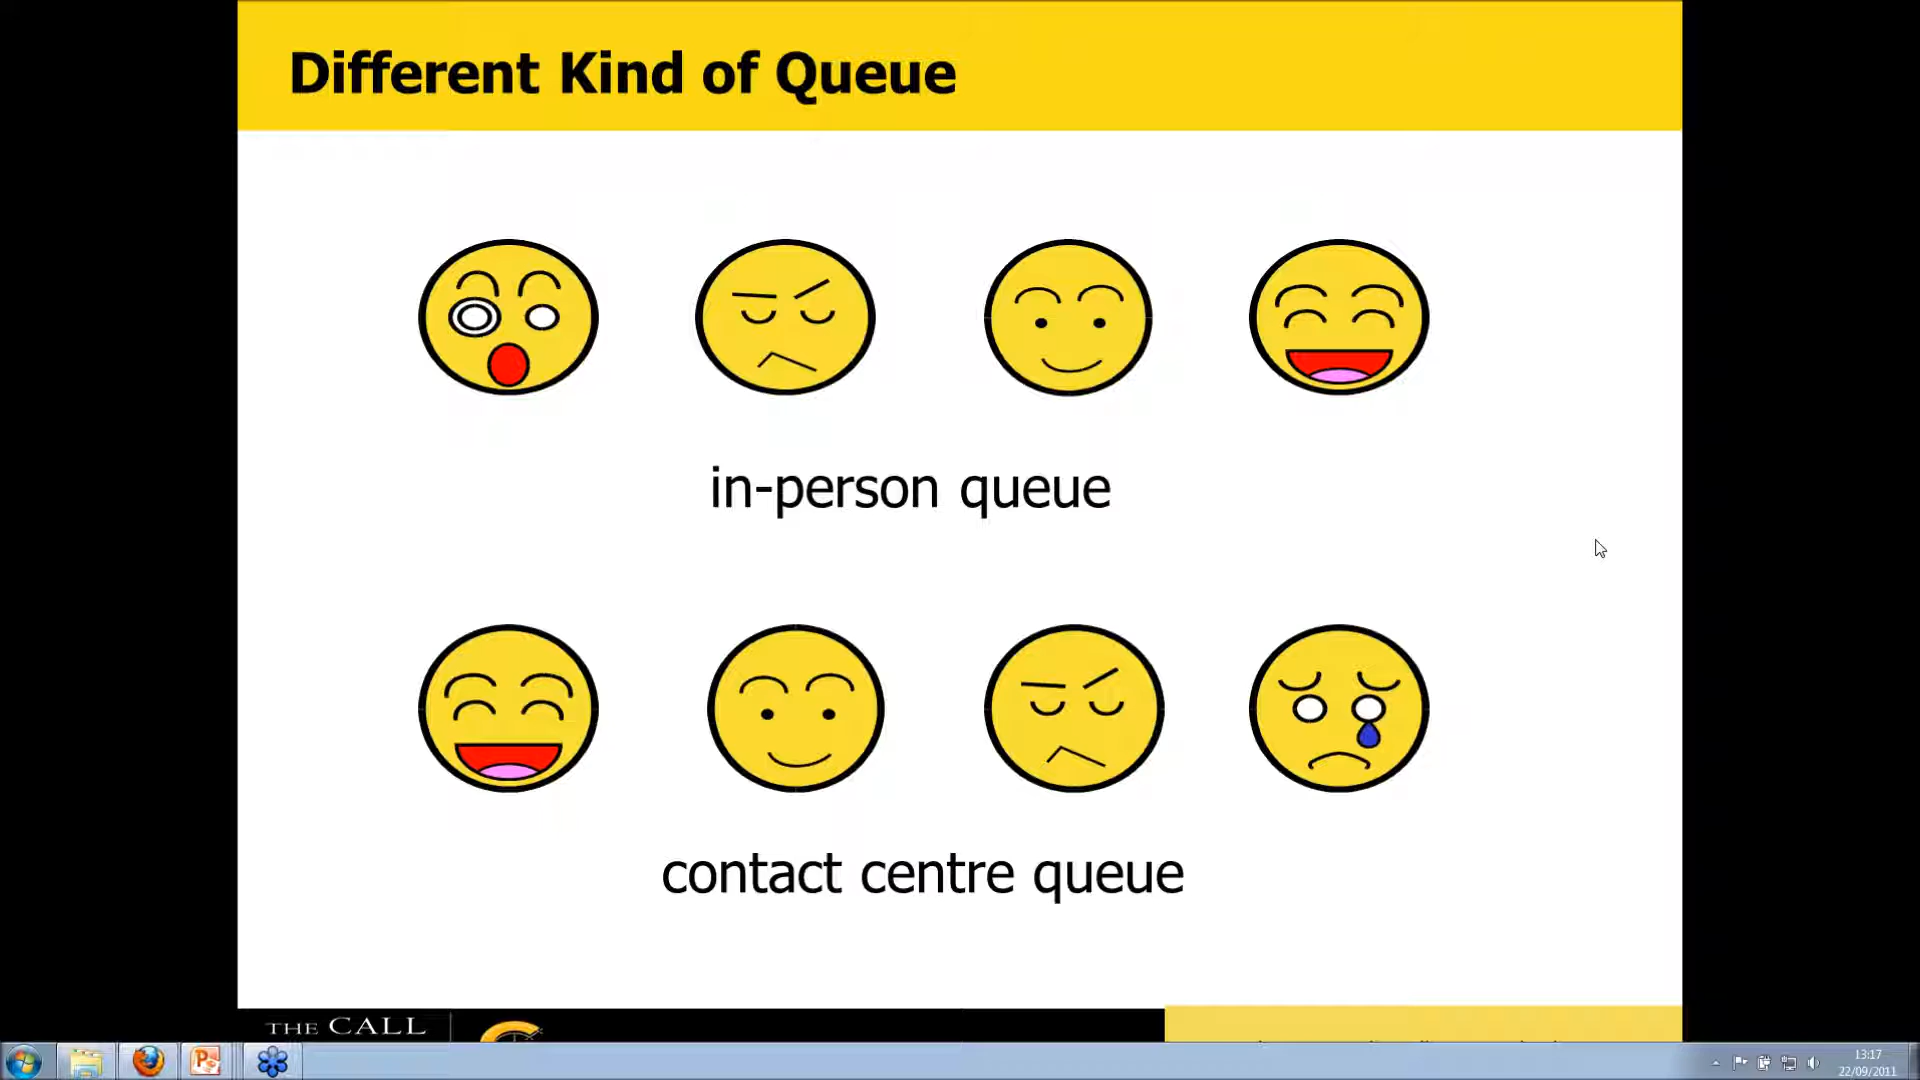 Different Kind of Queue
in-person queue
contact centre queue
THE CALL
13:17
22/09/2011